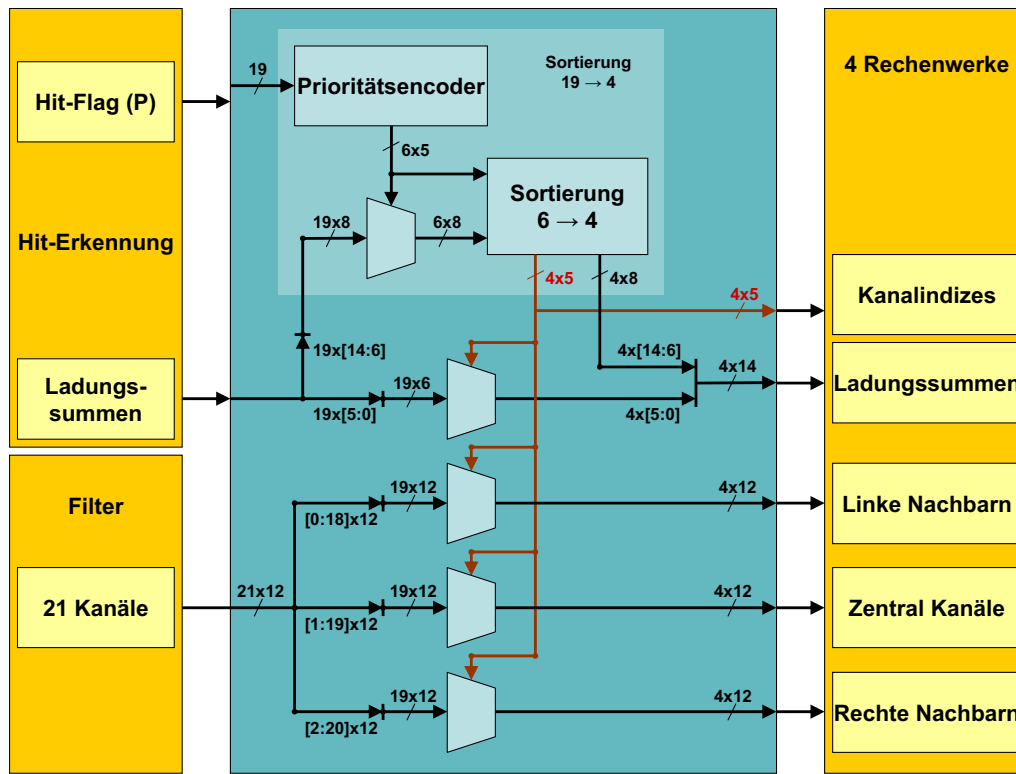 Hit-Flag (P)
Hit-Erkennung
Ladungs-
summen
Filter
21 Kanäle
19
Prioritätsencoder
Sortierung
19 → 4
6x5
19x8
6x8
Sortierung
6 → 4
4x5
4x8
4x5
19x[14:6]
19x6
19x[5:0]
4x[14:6]
4x[5:0]
4x14
19x12
[0:18]x12
4x12
21x12
19x12
[1:19]x12
4x12
19x12
[2:20]x12
4x12
4 Rechenwerke
Kanalindizes
Ladungssummen
Linke Nachbarn
Zentral Kanäle
Rechte Nachbarn